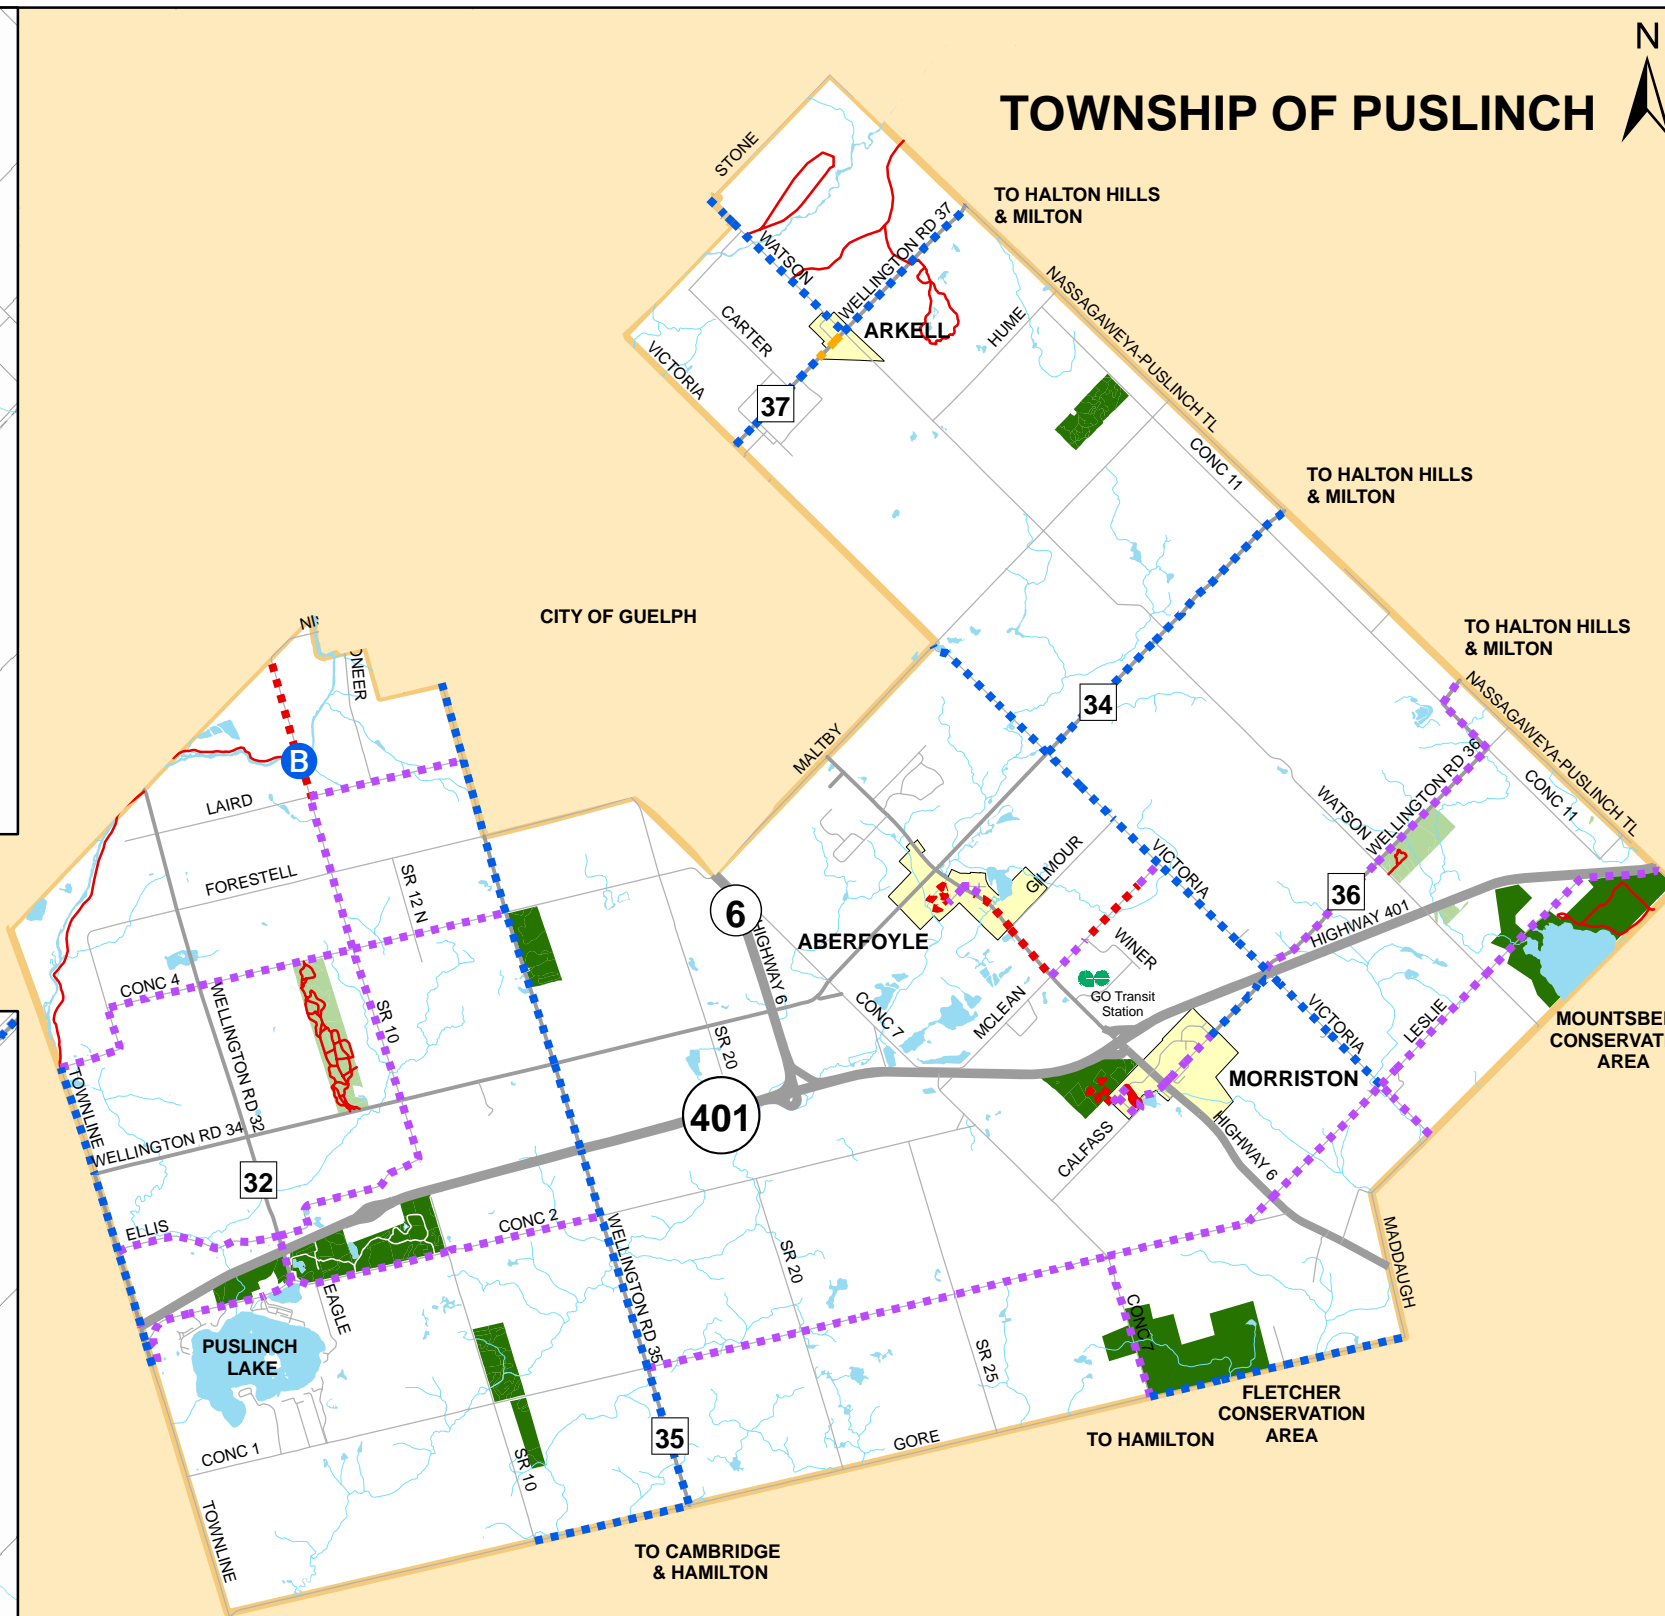 N
TOWNSHIP OF PUSLINCH
STONE
TO HALTON HILLS
& MILTON
WATSON
WELLINGTON RD 37
ARKELL
CARTER
VICTORIA
37
HUME
NASSAGAWEYA-PUSLINCH TL
CONC 11
TO HALTON HILLS
& MILTON
CITY OF GUELPH
TO HALTON HILLS
& MILTON
NASSAGAWEYA-PUSLINCH TL
34
MALTBY
B
LAIRD
FORESTELL
SR 12 N
WATSON
WELLINGTON RD 36
CONC 11
GILMOUR
VICTORIA
36
6
HIGHWAY 6
ABERFOYLE
WINER
HIGHWAY 401
CONC 4
WELLINGTON RD 32
SR 10
GO Transit
Station
MCLEAN
CONC 7
SR 20
VICTORIA
LESLIE
CONSERVAT
AREA
TOWNLINE
MORRISTON
401
WELLINGTON RD 34
32
CALFASS
HIGHWAY 6
ELLIS
CONC 2
WELLINGTON RD 35
SR 20
MADDAUGH
EAGLE
PUSLINCH
LAKE
SR 25
CONC 7
FLETCHER
CONSERVATION
AREA
TO HAMILTON
35
GORE
CONC 1
SR 10
TOWNLINE
TO CAMBRIDGE
& HAMILTON